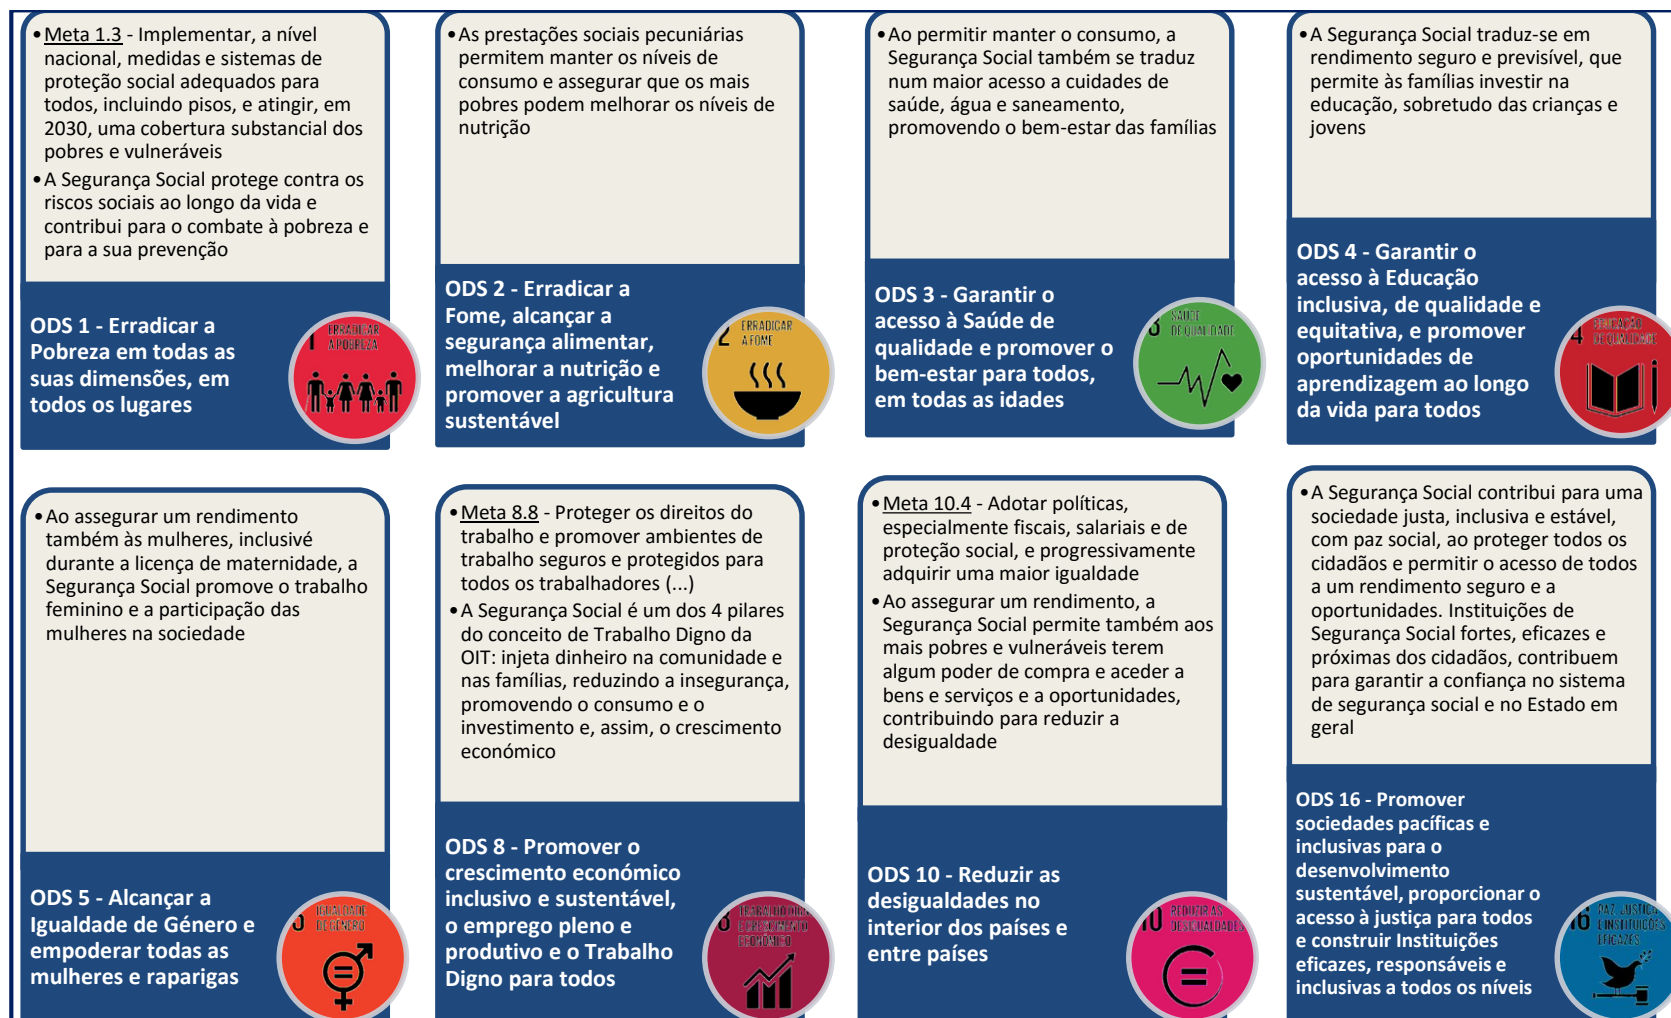 •Meta 1.3 - Implementar, a nível
nacional, medidas e sistemas de
proteção social adequados para
todos, incluindo pisos, e atingir, em
2030, uma cobertura substancial dos
pobres e vulneráveis
•A Segurança Social protege contra os
riscos sociais ao longo da vida e
contribui para o combate à pobreza e
para a sua prevenção
ODS 1 - Erradicar a
Pobreza em todas as
suas dimensões, em
todos os lugares
1 ERRADICAR
A POBREZA
•As prestações sociais pecuniárias
permitem manter os níveis de
consumo e assegurar que os mais
pobres podem melhorar os níveis de
nutrição
ODS 2 - Erradicar a
Fome, alcançar a
segurança alimentar,
melhorar a nutrição e
promover a agricultura
sustentável
2 ERRADICAR
A FOME
•Ao permitir manter o consumo, a
Segurança Social também se traduz
num maior acesso a cuidades de
saúde, água e saneamento,
promovendo o bem-estar das famílias
ODS 3 - Garantir o
acesso à Saúde de
qualidade e promover o
bem-estar para todos,
em todas as idades
3 SAÚDE
DE QUALIDADE
•A Segurança Social traduz-se em
rendimento seguro e previsível, que
permite às famílias investir na
educação, sobretudo das crianças e
jovens
ODS 4 - Garantir o
acesso à Educação
inclusiva, de qualidade e
equitativa, e promover
oportunidades de
aprendizagem ao longo
da vida para todos
4 EDUCAÇÃO
DE QUALIDADE
•Ao assegurar um rendimento
também às mulheres, inclusivé
durante a licença de maternidade, a
Segurança Social promove o trabalho
feminino e a participação das
mulheres na sociedade
ODS 5 - Alcançar a
Igualdade de Género e
empoderar todas as
mulheres e raparigas
5 IGUALDADE
DE GÉNERO
•Meta 8.8 - Proteger os direitos do
trabalho e promover ambientes de
trabalho seguros e protegidos para
todos os trabalhadores (...)
•A Segurança Social é um dos 4 pilares
do conceito de Trabalho Digno da
OIT: injeta dinheiro na comunidade e
nas famílias, reduzindo a insegurança,
promovendo o consumo e o
investimento e, assim, o crescimento
económico
ODS 8 - Promover o
crescimento económico
inclusivo e sustentável,
o emprego pleno e
produtivo e o Trabalho
Digno para todos
8 TRABALHO
E CRESCIMENTO
ECONÓMICO
•Meta 10.4 - Adotar políticas,
especialmente fiscais, salariais e de
proteção social, e progressivamente
adquirir uma maior igualdade
•Ao assegurar um rendimento, a
Segurança Social permite também aos
mais pobres e vulneráveis terem
algum poder de compra e aceder a
bens e serviços e a oportunidades,
contribuindo para reduzir a
desigualdade
ODS 10 - Reduzir as
desigualdades no
interior dos países e
entre países
10 REDUZIR AS
DESIGUALDADES
•A Segurança Social contribui para uma
sociedade justa, inclusiva e estável,
com paz social, ao proteger todos os
cidadãos e permitir o acesso de todos
a um rendimento seguro e a
oportunidades. Instituições de
Segurança Social fortes, eficazes e
próximas dos cidadãos, contribuem
para garantir a confiança no sistema
de segurança social e no Estado em
geral
ODS 16 - Promover
sociedades pacíficas e
inclusivas para o
desenvolvimento
sustentável, proporcionar o
acesso à justiça para todos
e construir Instituições
eficazes, responsáveis e
inclusivas a todos os níveis
16 PAZ, JUSTIÇA
E INSTITUIÇÕES
EFICAZES